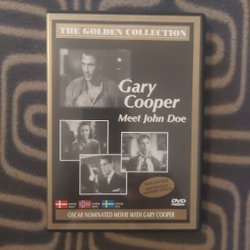 THE GOLDEN COLLECTION
Gary
Cooper
Meet John Doe
DVD
OSCAR NOMINATED MOVIE WITH GARY COOPER